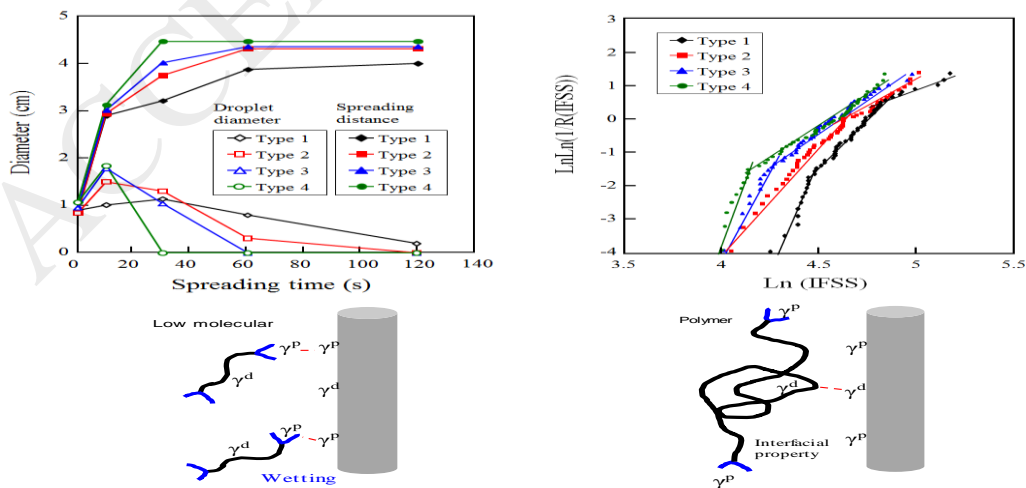 ACCE
5
4
3
2
1
0
Diameter (cm)
Droplet
diameter
Type 1
Type 2
Type 3
Type 4
Spreading
distance
Type 1
Type 2
Type 3
Type 4
0 20 40 60 80 100 120 140
Spreading time (s)
3
2
1
0
-1
-2
-3
-4
LnLn(1/R(IFSS))
Type 1
Type 2
Type 3
Type 4
3.5 4 4.5 5 5.5
Ln (IFSS)
Low molecular
γᵖ γᵖ
γᵈ
γᵈ
γᵈ
γᵖ
γᵖ
Wetting
Polymer
γᵖ
γᵖ
γᵈ
γᵈ
γᵖ
Interfacial
property
γᵖ